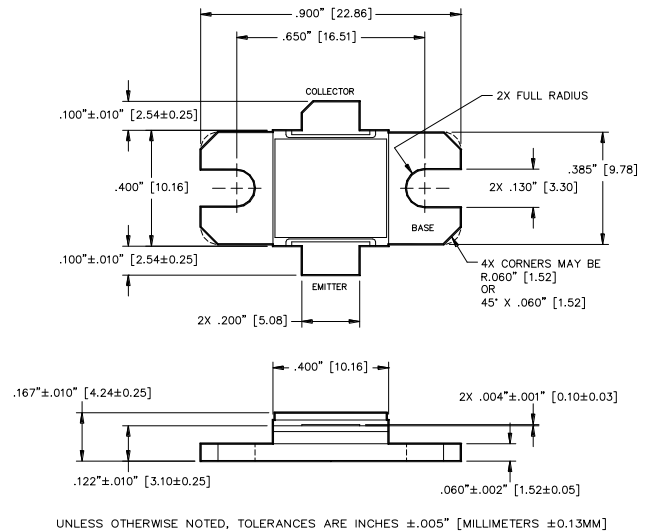 .900" [22.86]
.650" [16.51]
COLLECTOR
2X FULL RADIUS
.100"±.010" [2.54±0.25]
.385" [9.78]
.400" [10.16]
2X .130" [3.30]
BASE
.100"±.010" [2.54±0.25]
4X CORNERS MAY BE
R.060" [1.52]
OR
45° X .060" [1.52]
EMITTER
2X .200" [5.08]
.400" [10.16]
.167"±.010" [4.24±0.25]
2X .004"±.001" [0.10±0.03]
.122"±.010" [3.10±0.25]
.060"±.002" [1.52±0.05]
UNLESS OTHERWISE NOTED, TOLERANCES ARE INCHES ±.005" [MILLIMETERS ±0.13MM]